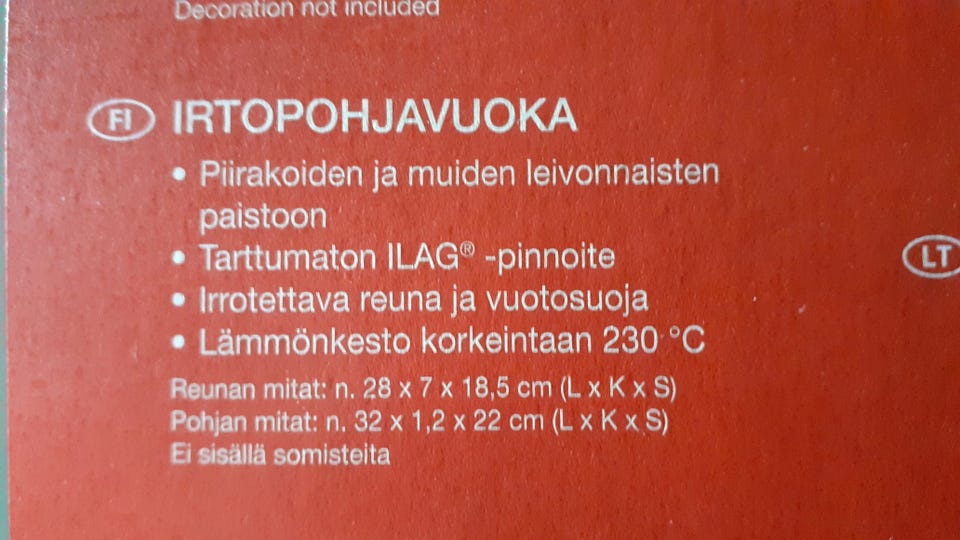 Decoration not included
FI IRTOPOHJAVUOKA
• Piirakoiden ja muiden leivonnaisten
paistoon
• Tarttumaton ILAG® -pinnoite
• Irrotettava reuna ja vuotosuoja
• Lämmönkesto korkeintaan 230 °C
Reunan mitat: n. 28 x 7 x 18,5 cm (L x K x S)
Pohjan mitat: n. 32 x 1,2 x 22 cm (L x K x S)
Ei sisällä somisteita
LT